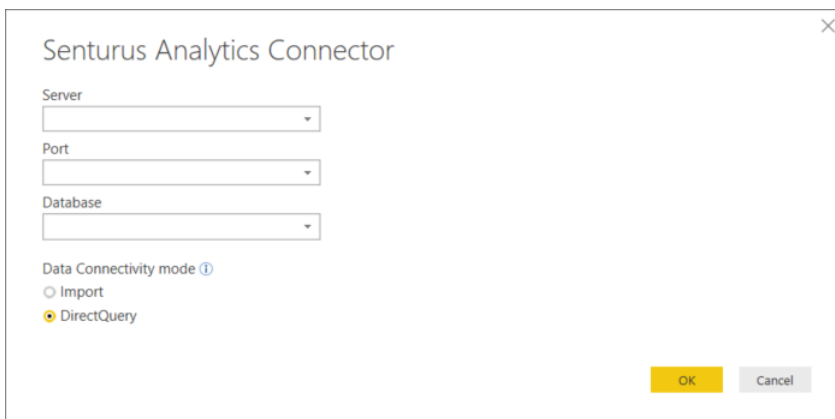 Senturus Analytics Connector
Server
Port
Database
Data Connectivity mode
Import
DirectQuery
OK Cancel